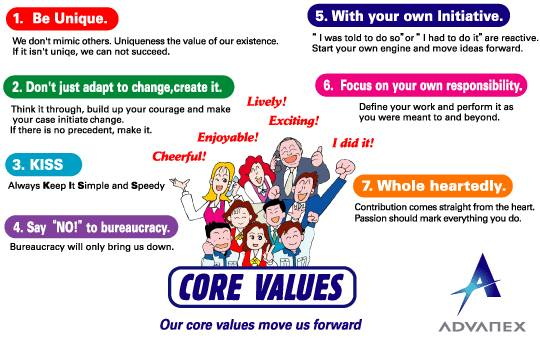 1. Be Unique.
We don't mimic others. Uniqueness the value of our existence.
If it isn't uniqe, we can not succeed.
2. Don't just adapt to change,create it.
Think it through, build up your courage and make
your case initiate change.
If there is no precedent, make it.
3. KISS
Always Keep It Simple and Speedy
4. Say "NO!" to bureaucracy.
Bureaucracy will only bring us down.
5. With your own Initiative.
" I was told to do so" or " I had to do it" are reactive.
Start your own engine and move ideas forward.
6. Focus on your own responsibility.
Define your work and perform it as
you were meant to and beyond.
7. Whole heartedly.
Contribution comes straight from the heart.
Passion should mark everything you do.
Lively!
Exciting!
Enjoyable!
I did it!
Cheerful!
CORE VALUES
Our core values move us forward
ADVANEX